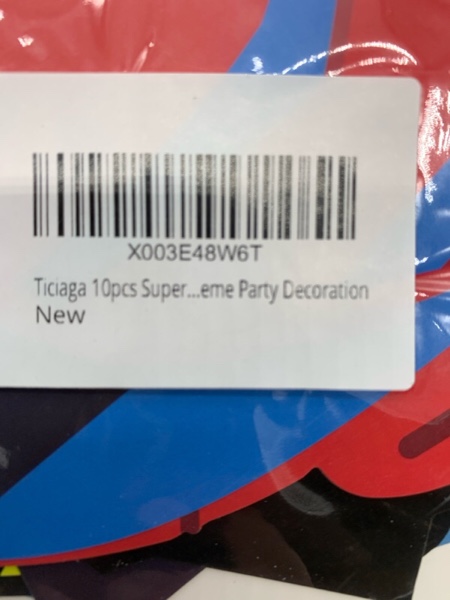 X003E48W6T
Ticiaga 10pcs Super...eme Party Decoration
New